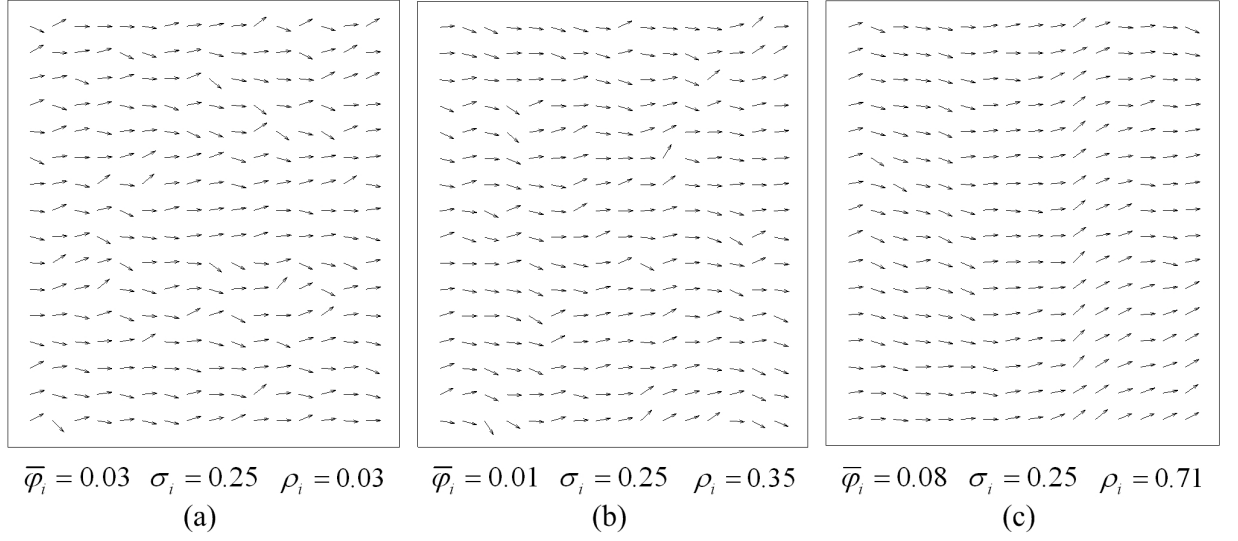 φ̅ᵢ = 0.03 σᵢ = 0.25 ρᵢ = 0.03
φ̅ᵢ = 0.01 σᵢ = 0.25 ρᵢ = 0.35
φ̅ᵢ = 0.08 σᵢ = 0.25 ρᵢ = 0.71
(a)
(b)
(c)